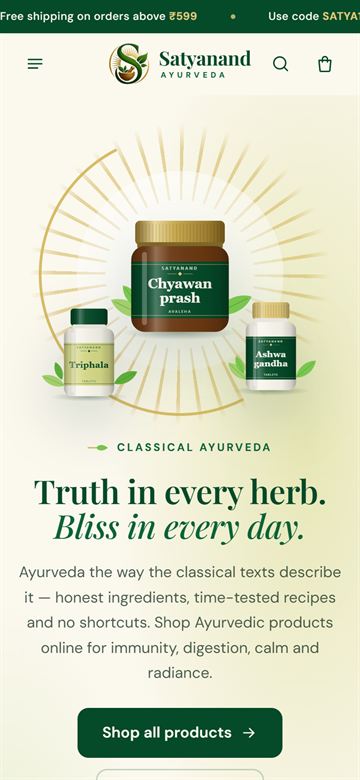 Free shipping on orders above ₹599 • Use code SATYA
Satyanand
AYURVEDA
SATYANAND
Chyawan
prash
AVALEHA
SATYANAND
Triphala
TABLETS
SATYANAND
Ashwa
gandha
TABLETS
CLASSICAL AYURVEDA
Truth in every herb.
Bliss in every day.
Ayurveda the way the classical texts describe
it — honest ingredients, time-tested recipes
and no shortcuts. Shop Ayurvedic products
online for immunity, digestion, calm and
radiance.
Shop all products →